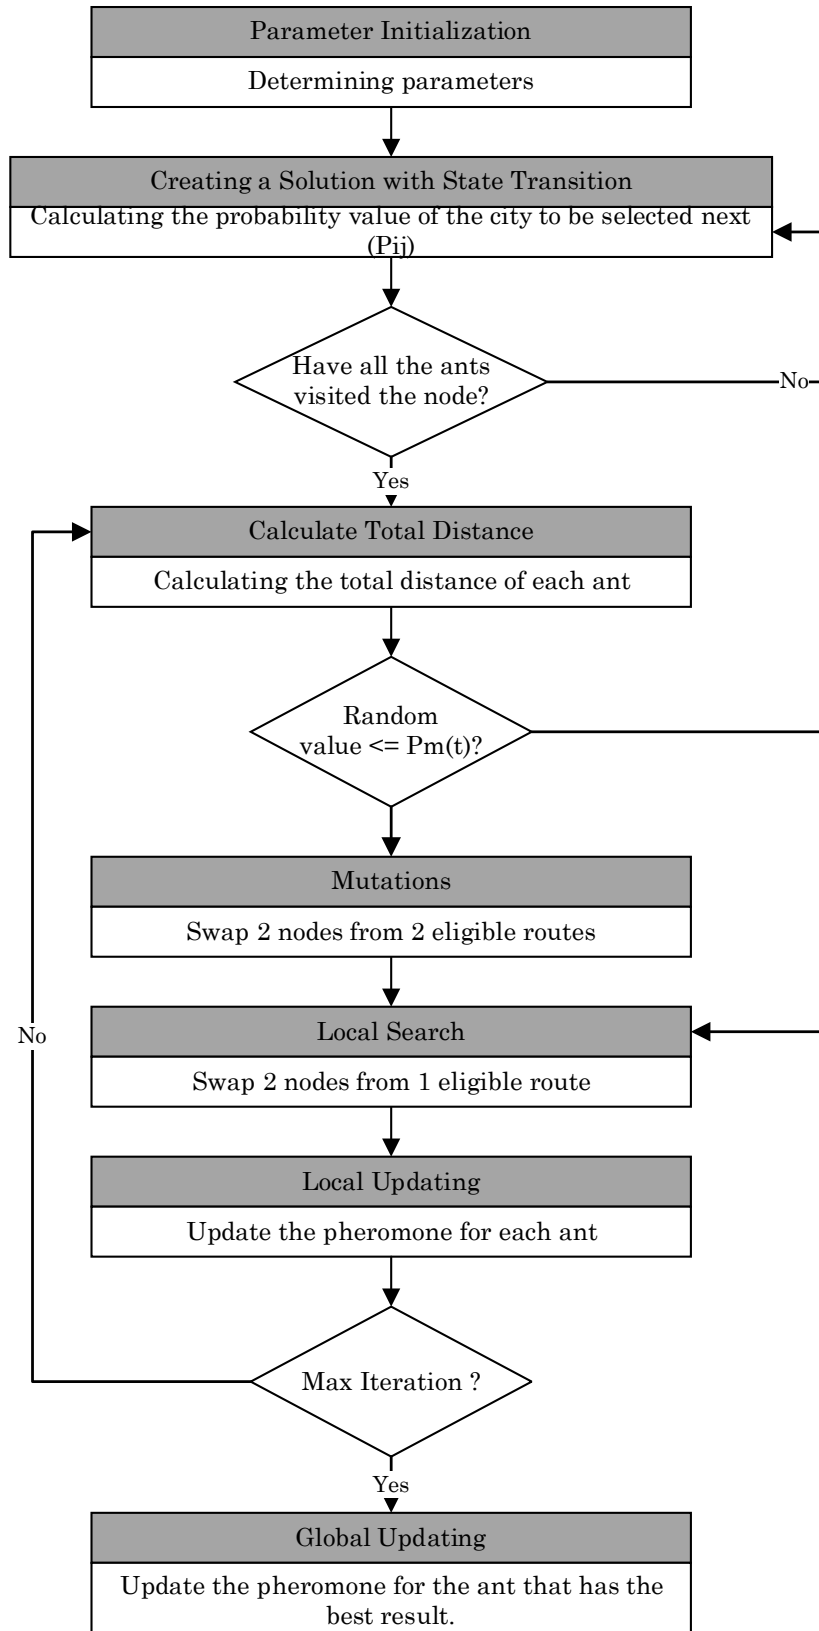 Parameter Initialization
Determining parameters
Creating a Solution with State Transition
Calculating the probability value of the city to be selected next
(Pij)
Have all the ants
visited the node?
No
Yes
Calculate Total Distance
Calculating the total distance of each ant
Random
value <= Pm(t)?
Mutations
Swap 2 nodes from 2 eligible routes
No
Local Search
Swap 2 nodes from 1 eligible route
Local Updating
Update the pheromone for each ant
Max Iteration ?
Yes
Global Updating
Update the pheromone for the ant that has the
best result.